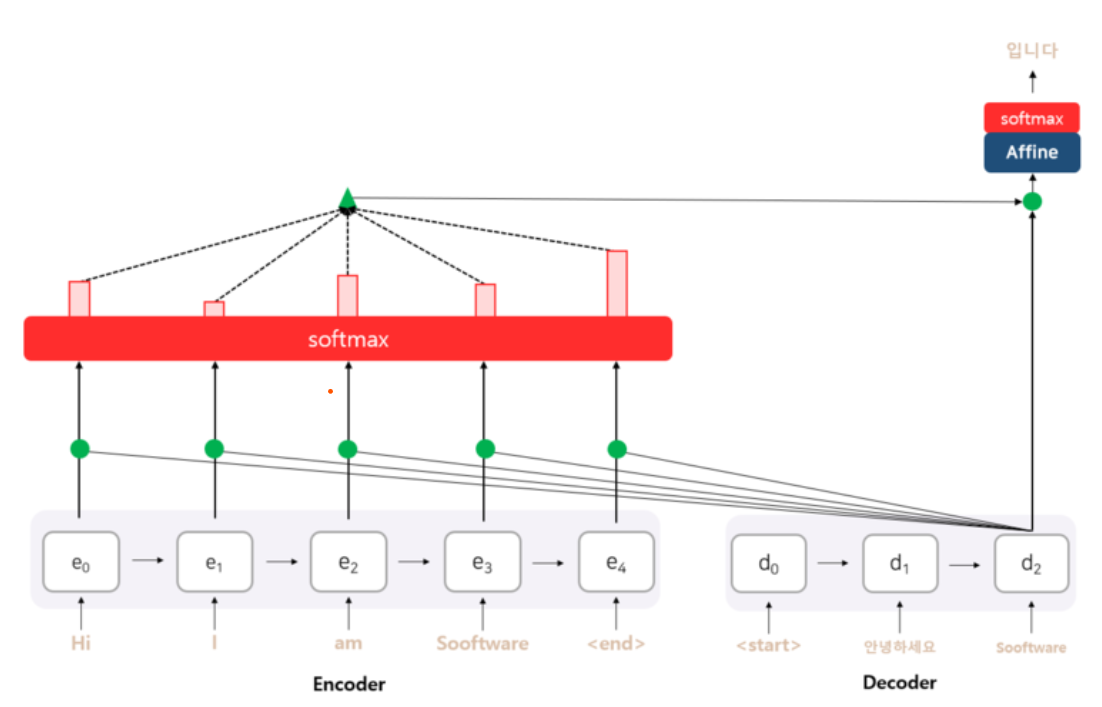 입니다
softmax
Affine
softmax
e₀ e₁ e₂ e₃ e₄ d₀ d₁ d₂
Hi I am Sooftware <end> <start> 안녕하세요 Sooftware
Encoder Decoder